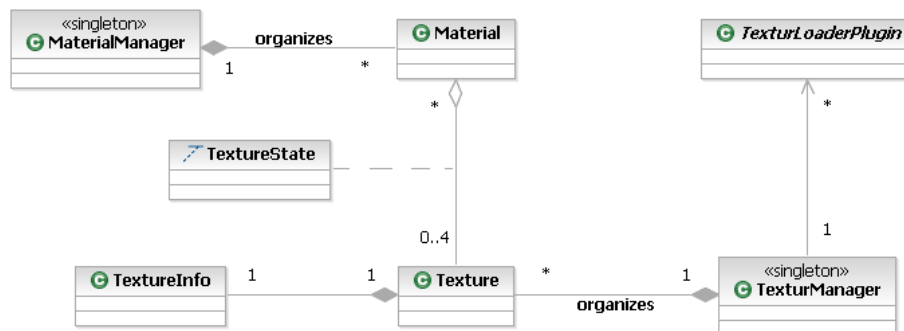 «singleton»
MaterialManager
organizes
1
*
Material
TexturLoaderPlugin
*
*
TextureState
0..4
1
TextureInfo
1
1
Texture
*
organizes
1
«singleton»
TexturManager